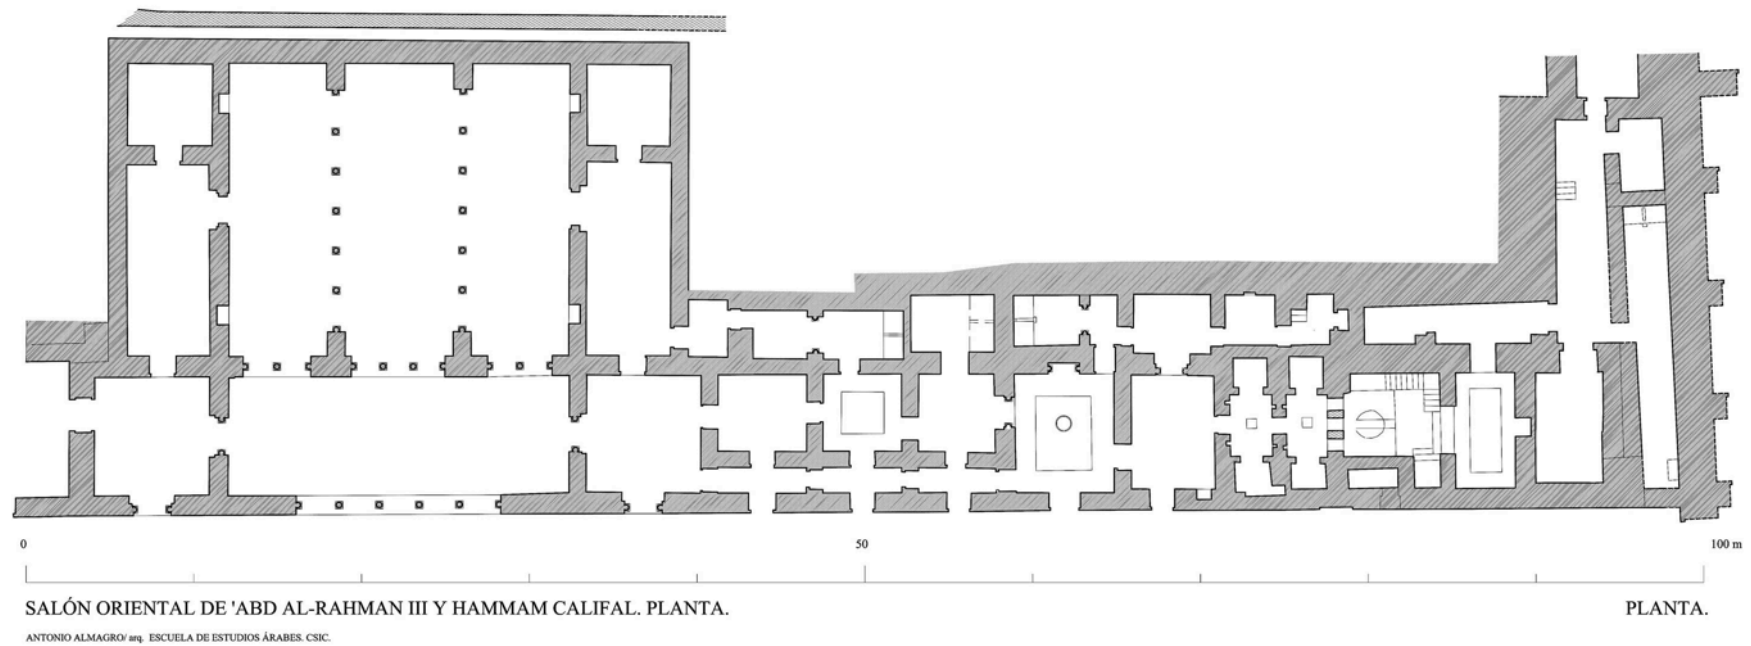 0 50 100 m
SALÓN ORIENTAL DE 'ABD AL-RAHMAN III Y HAMMAM CALIFAL. PLANTA. PLANTA.
ANTONIO ALMAGRO/ arq. ESCUELA DE ESTUDIOS ÁRABES. CSIC.